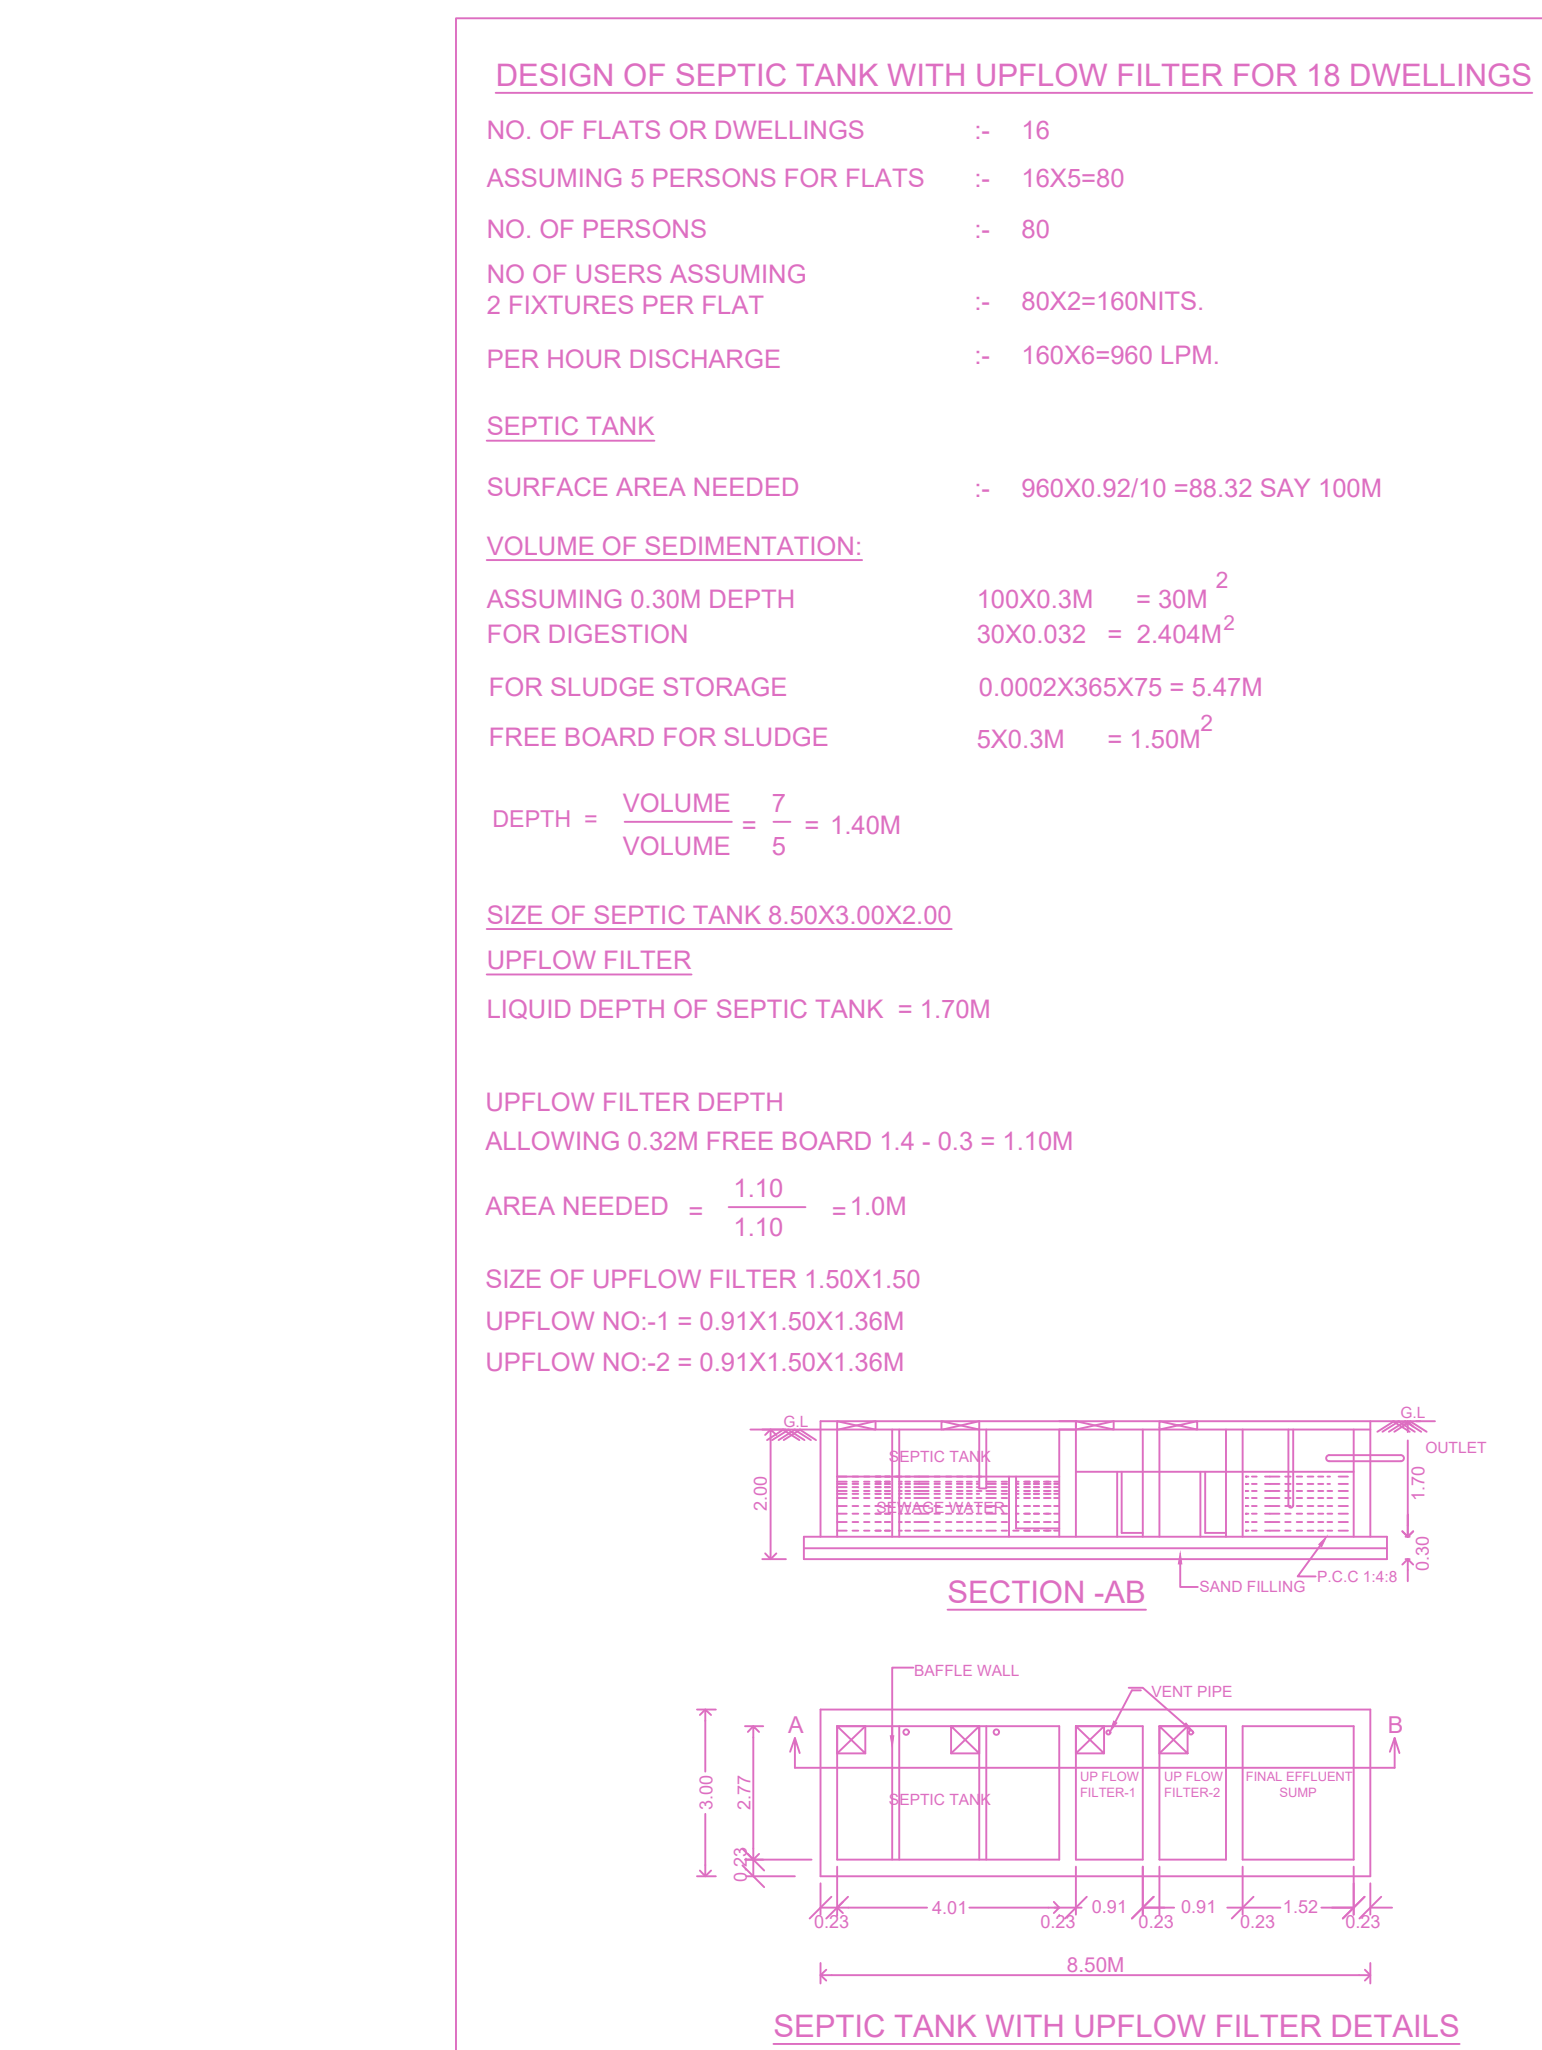 DESIGN OF SEPTIC TANK WITH UPFLOW FILTER FOR 18 DWELLINGS
NO. OF FLATS OR DWELLINGS :- 16
ASSUMING 5 PERSONS FOR FLATS :- 16X5=80
NO. OF PERSONS :- 80
NO OF USERS ASSUMING
2 FIXTURES PER FLAT :- 80X2=160NITS.
PER HOUR DISCHARGE :- 160X6=960 LPM.
SEPTIC TANK
SURFACE AREA NEEDED :- 960X0.92/10 =88.32 SAY 100M
VOLUME OF SEDIMENTATION:
ASSUMING 0.30M DEPTH 100X0.3M = 30M 2
FOR DIGESTION 30X0.032 = 2.404M2
FOR SLUDGE STORAGE 0.0002X365X75 = 5.47M
FREE BOARD FOR SLUDGE 5X0.3M = 1.50M2
VOLUME 7
DEPTH = = = 1.40M
VOLUME 5
SIZE OF SEPTIC TANK 8.50X3.00X2.00
UPFLOW FILTER
LIQUID DEPTH OF SEPTIC TANK = 1.70M
UPFLOW FILTER DEPTH
ALLOWING 0.32M FREE BOARD 1.4 - 0.3 = 1.10M
1.10
AREA NEEDED = =1.0M
1.10
SIZE OF UPFLOW FILTER 1.50X1.50
UPFLOW NO:-1 = 0.91X1.50X1.36M
UPFLOW NO:-2 = 0.91X1.50X1.36M
G.L G.L
OUTLET
SEPTIC TANK
2.00 SEWAGE WATER 1.70
0.30
SAND FILLING P.C.C 1:4:8
SECTION -AB
BAFFLE WALL
VENT PIPE
A B
3.00 2.77
UP FLOW UP FLOW FINAL EFFLUENT
FILTER-1 FILTER-2 SUMP
SEPTIC TANK
0.23
4.01 0.91 0.91 1.52
0.23 0.23 0.23 0.23 0.23
8.50M
SEPTIC TANK WITH UPFLOW FILTER DETAILS